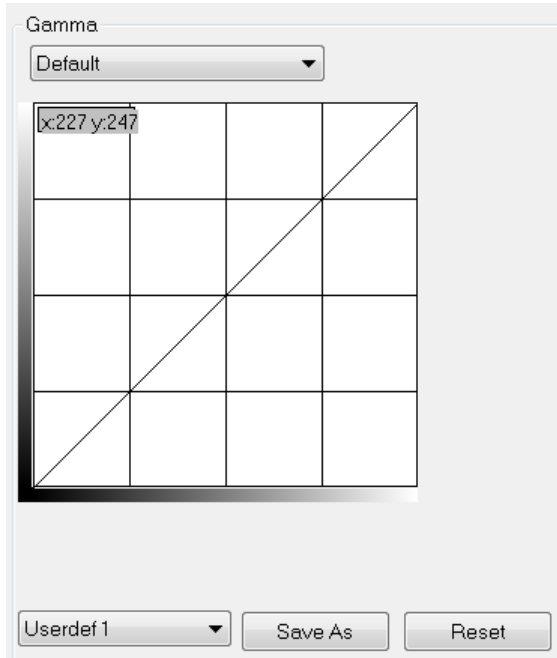 Gamma
Default
x:227 y:247
Userdef 1
Save As
Reset